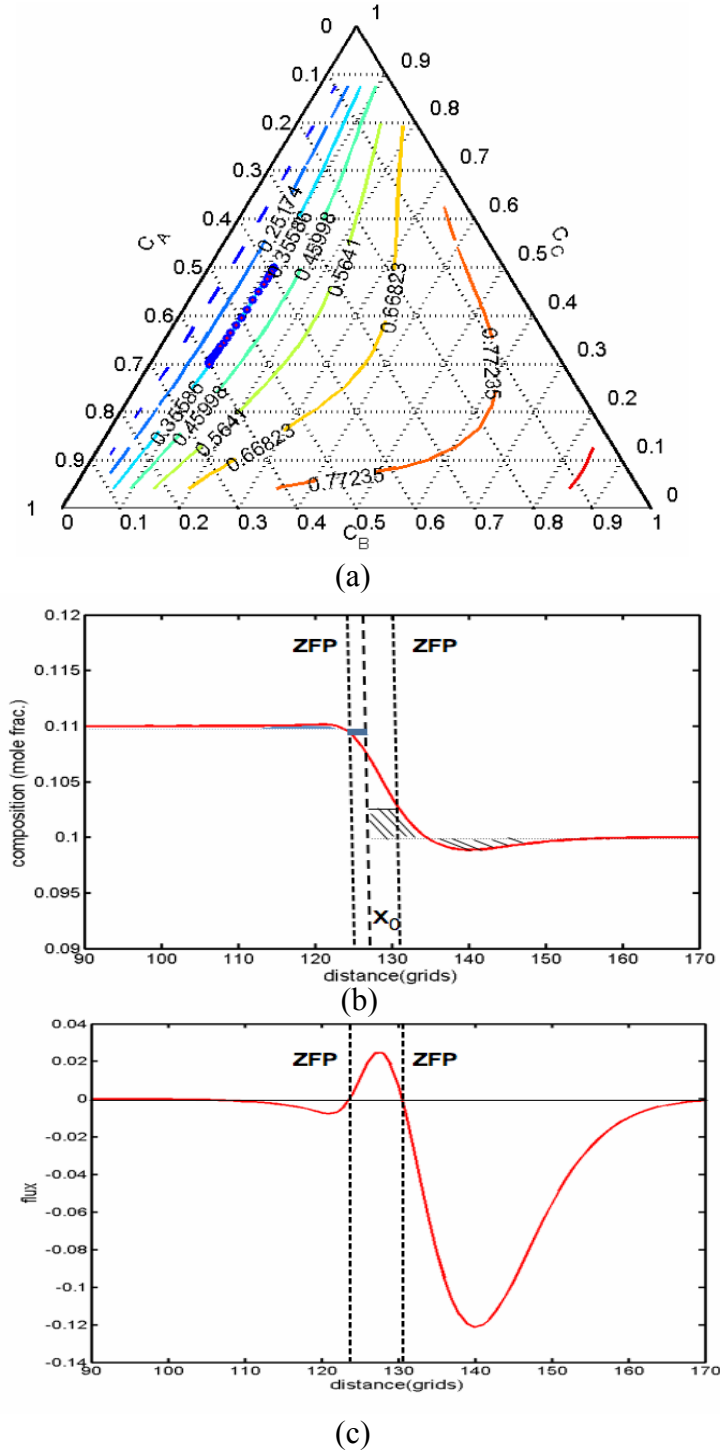 0
1
0.1
0.9
0.2
0.8
0.3
0.7
0.4
0.6
C_A
C_C
0.5
0.5
0.6
0.4
0.7
0.3
0.8
0.2
0.9
0.1
1
0
0.25174
0.35586
0.45998
0.5641
0.66823
0.77235
0.35586
0.45998
0.5641
0.66823
0.77235
0 0.1 0.2 0.3 0.4 0.5 0.6 0.7 0.8 0.9 1
C_B
(a)
composition (mole frac.)
0.12
0.115
0.11
0.105
0.1
0.095
0.09
ZFP
ZFP
X_0
90 100 110 120 130 140 150 160 170
distance(grids)
(b)
flux
0.04
0.02
0
-0.02
-0.04
-0.06
-0.08
-0.1
-0.12
-0.14
ZFP
ZFP
90 100 110 120 130 140 150 160 170
distance(grids)
(c)